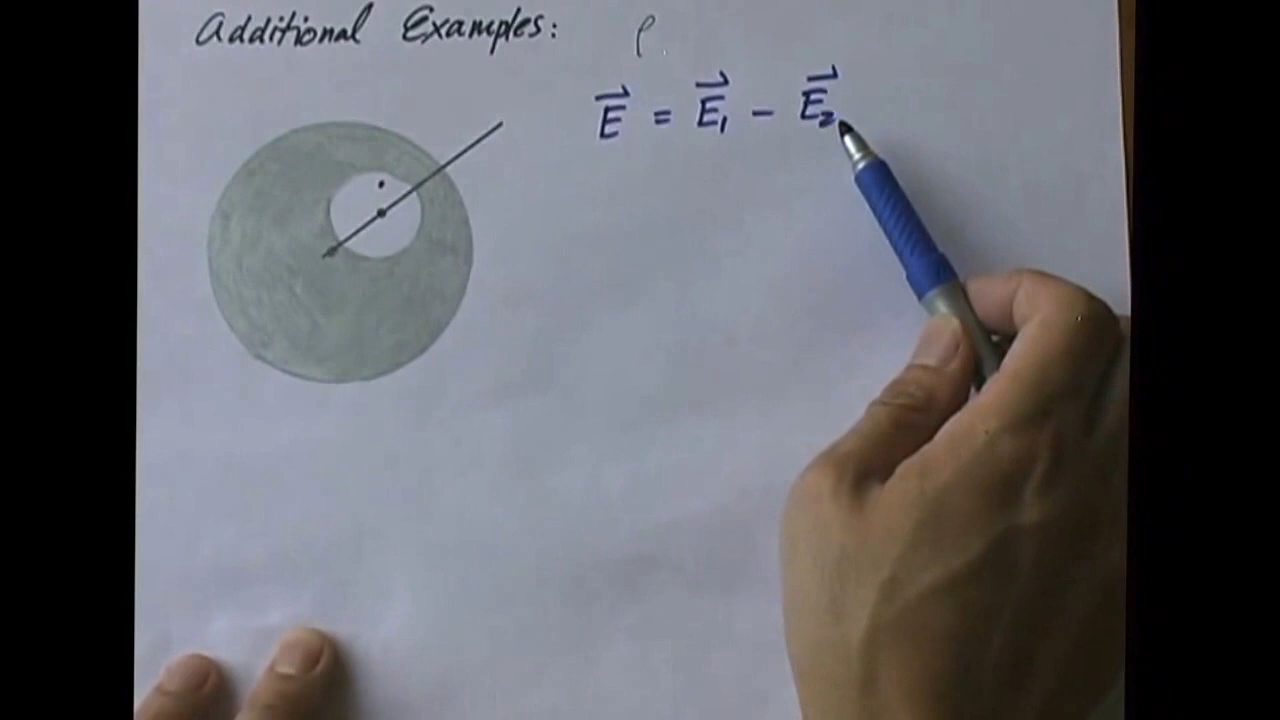 Additional Examples: ρ
E⃗ = E⃗₁ − E⃗₂